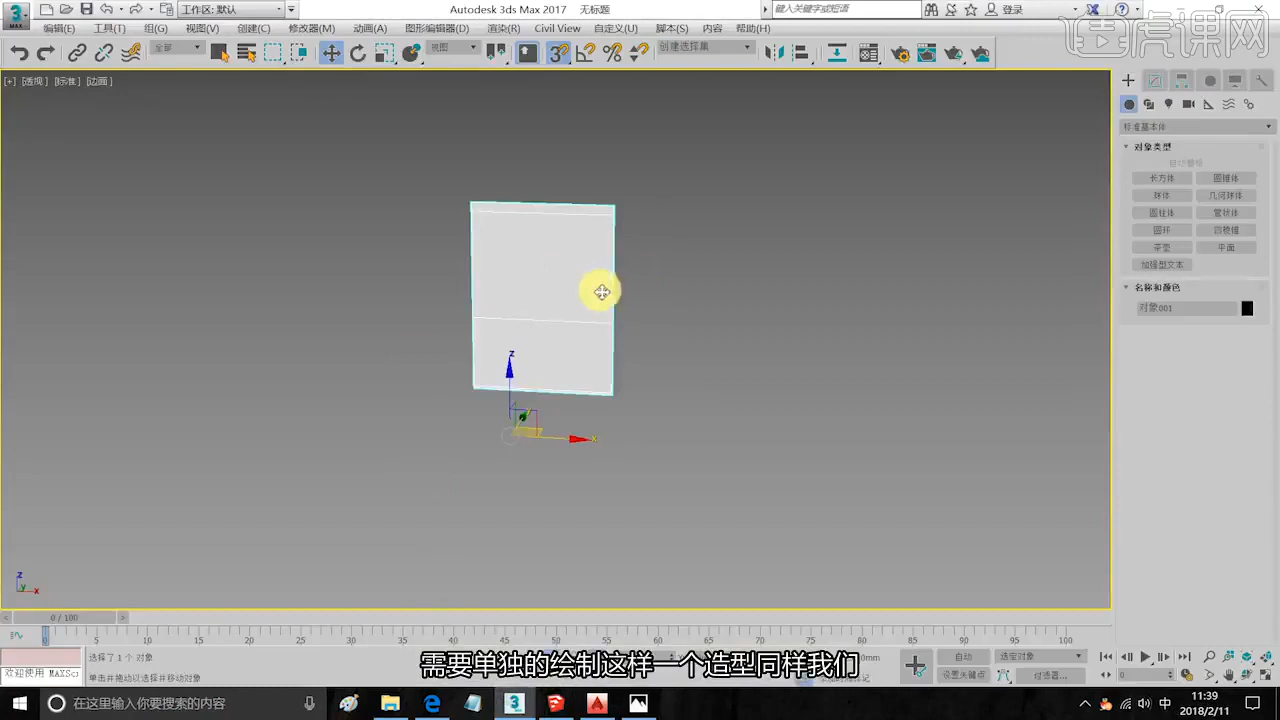 Autodesk 3ds Max 2017 无标题
工作区: 默认
键入关键字或短语
登录
虎课网
编辑(E) 工具(T) 组(G) 视图(V) 创建(C) 修改器(M) 动画(A) 图形编辑器(D) 渲染(R) Civil View 自定义(U) 脚本(S) 内容 帮助(H)
全部
视图
创建选择集
[+] [透视] [标准] [边面]
标准基本体
对象类型
自动栅格
长方体 圆锥体
球体 几何球体
圆柱体 管状体
圆环 四棱锥
茶壶 平面
加强型文本
名称和颜色
对象001
z
x
z
y
x
0 / 100
0 5 10 15 20 25 30 35 40 45 50 55 60 65 70 75 80 85 90 95 100
选择了 1 个 对象
欢迎使用 MAXSc
单击并拖动以选择并移动对象
需要单独的绘制这样一个造型同样我们
自动 选定对象
设置关键点 过滤器...
0
在这里输入你要搜索的内容
中
11:39
2018/2/11